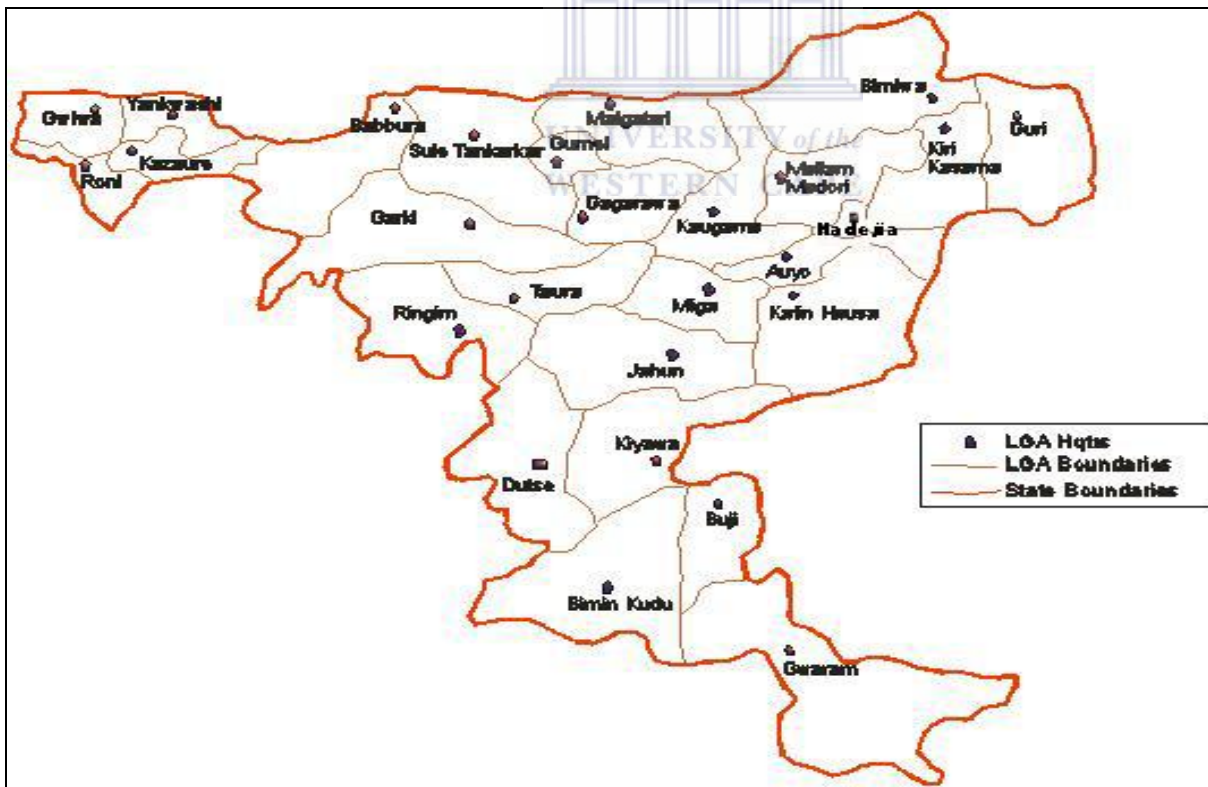 Birniwa
Yankwashi
Gwiwa
Babbura
Maigatari
Guri
UNIVERSITY of the
Sule Tankarkar
Gumel
Kiri
Kasama
Kazaure
Roni
Mallam
Madori
WESTERN CAPE
Garki
Gagarawa
Kaugama
Hadejia
Auyo
Taura
Miga
Kafin Hausa
Ringim
Jahun
LGA Hqtrs
Kiyawa
LGA Boundaries
Dutse
State Boundaries
Buji
Birnin Kudu
Gwaram